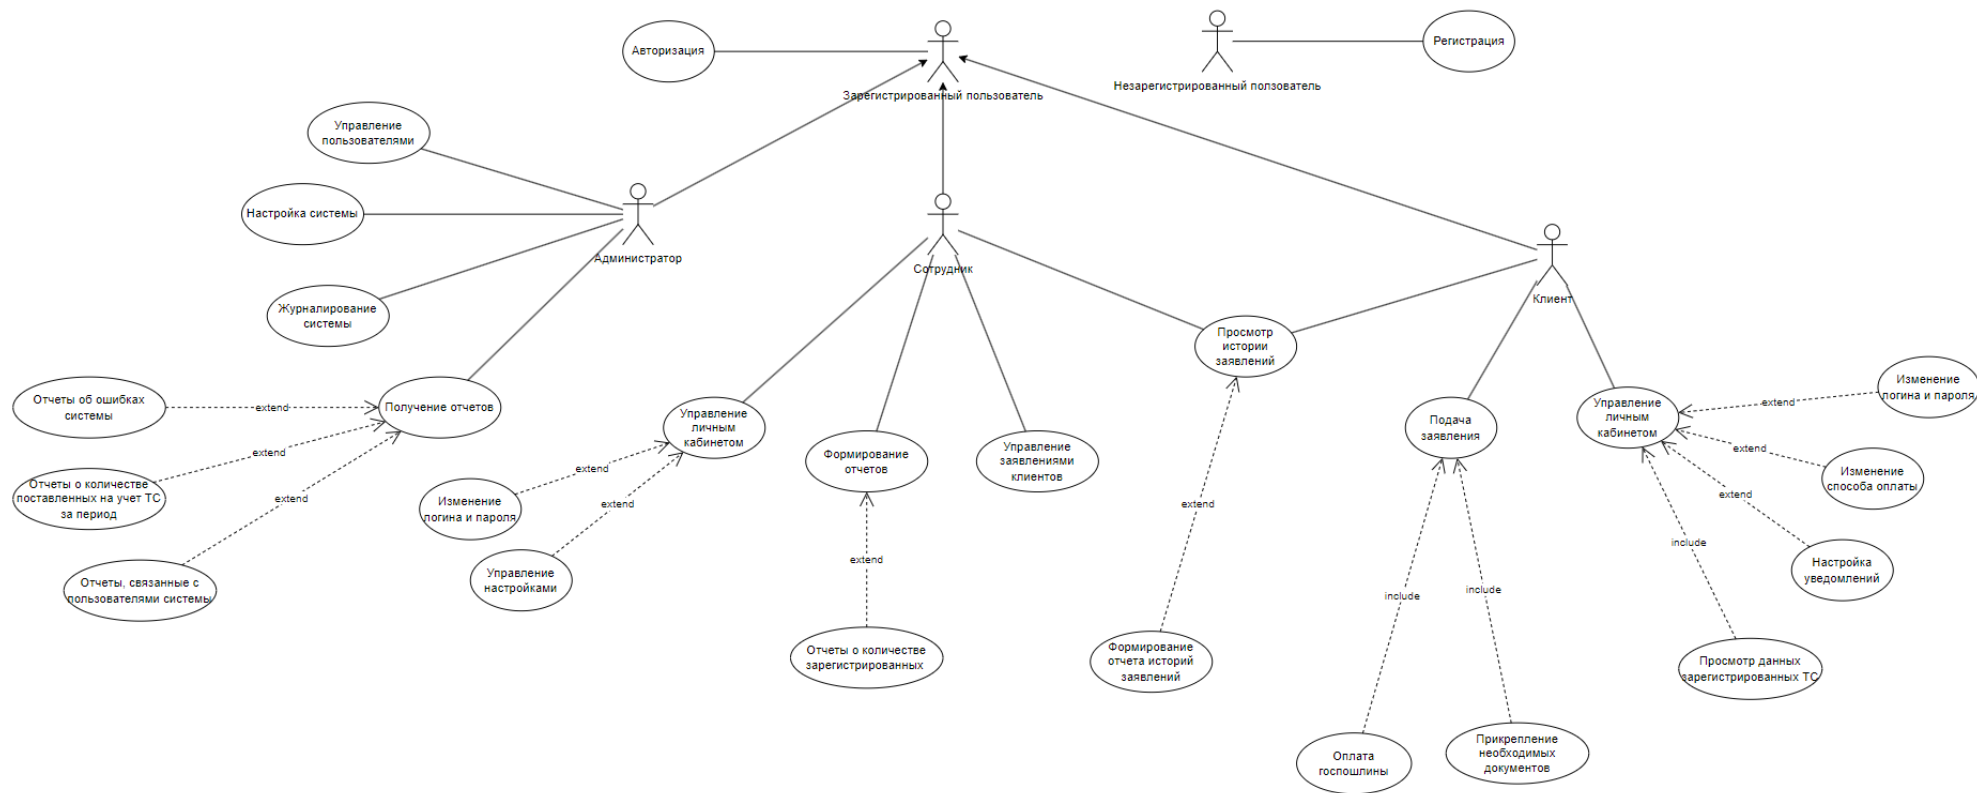 Авторизация
Зарегистрированный пользователь
Незарегистрированный ползователь
Регистрация
Управление
пользователями
Настройка системы
Журналирование
системы
Администратор
Сотрудник
Клиент
Просмотр
истории
заявлений
Отчеты об ошибках
системы
extend
Получение отчетов
extend
Отчеты о количестве
поставленных на учет ТС
за период
extend
Отчеты, связанные с
пользователями системы
Управление
личным
кабинетом
extend
Изменение
логина и пароля
extend
Управление
настройками
Формирование
отчетов
extend
Отчеты о количестве
зарегистрированных
Управление
заявлениями
клиентов
extend
Формирование
отчета историй
заявлений
Подача
заявления
include
include
Оплата
госпошлины
Прикрепление
необходимых
документов
Управление
личным
кабинетом
extend
Изменение
логина и пароля
extend
Изменение
способа оплаты
extend
Настройка
уведомлений
include
Просмотр данных
зарегистрированных ТС